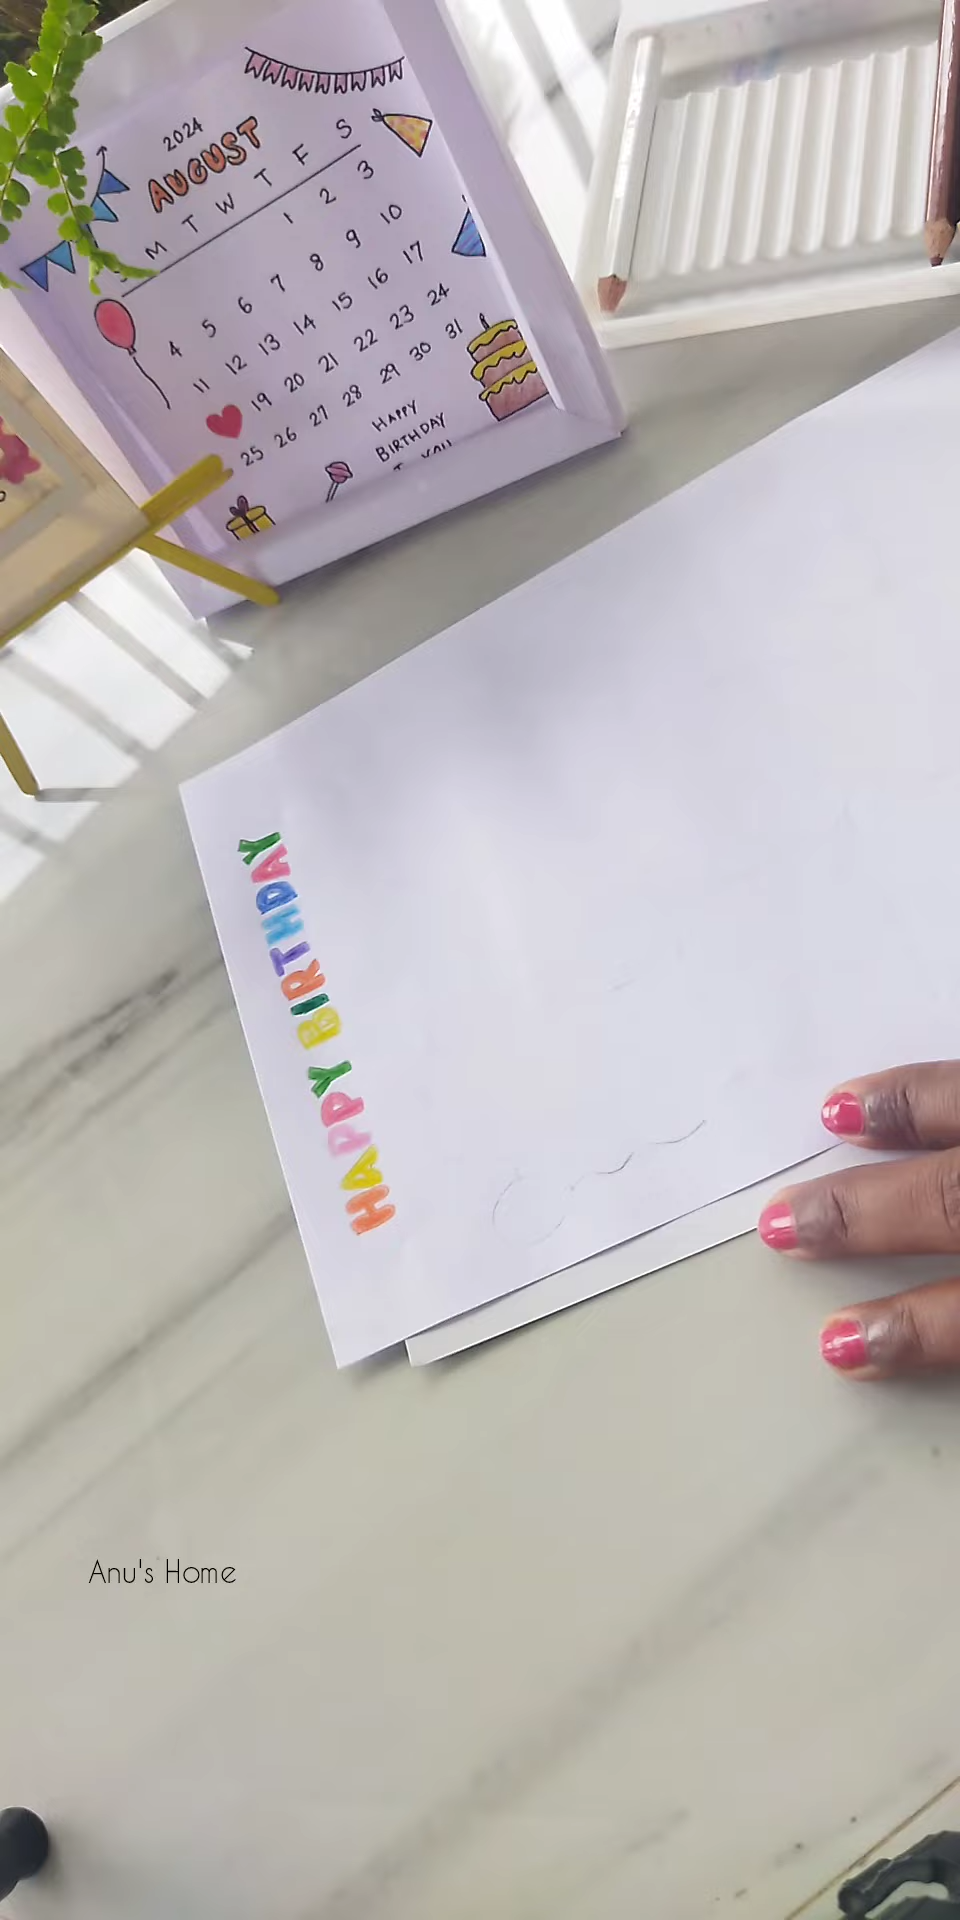 2024
AUGUST
M T W T F S
1 2 3
4 5 6 7 8 9 10
11 12 13 14 15 16 17
19 20 21 22 23 24
25 26 27 28 29 30 31
HAPPY
BIRTHDAY
HAPPY BIRTHDAY
Anu's Home